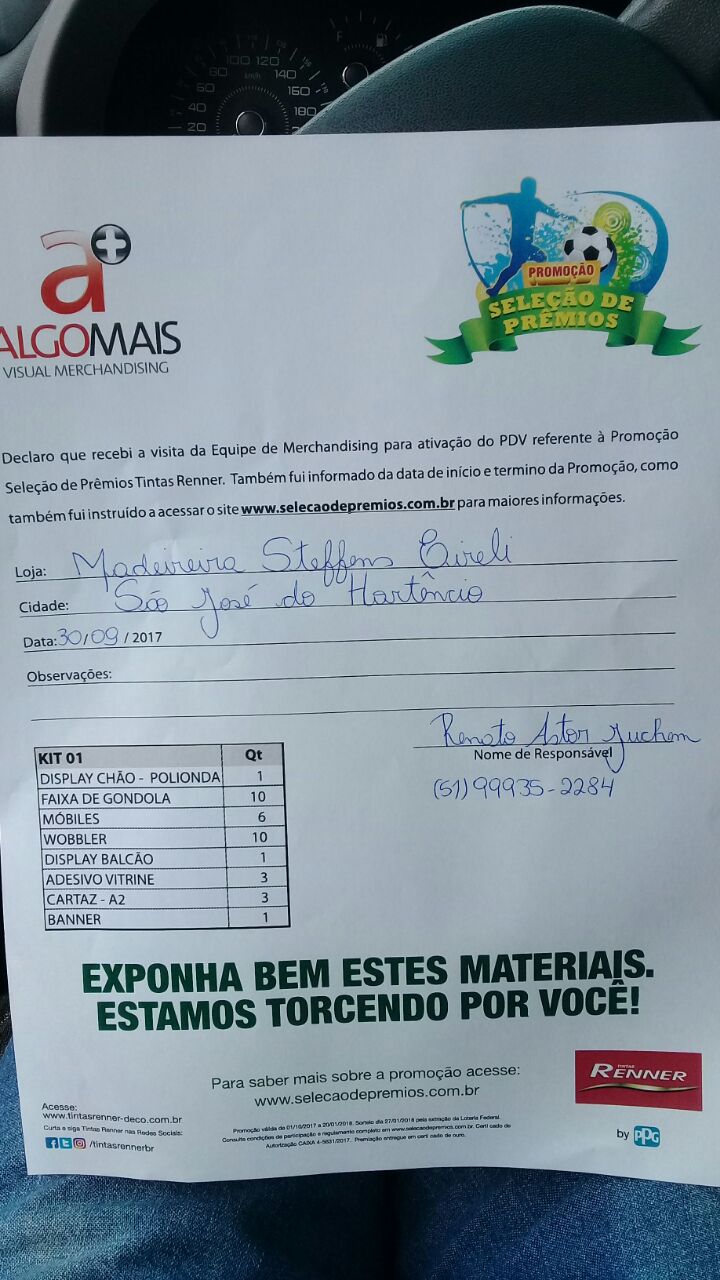 F
100 120
80 km/h 140
60 160
40 180
20
a+
ALGOMAIS
VISUAL MERCHANDISING
PROMOÇÃO
SELEÇÃO DE
PRÊMIOS
Declaro que recebi a visita da Equipe de Merchandising para ativação do PDV referente à Promoção
Seleção de Prêmios Tintas Renner. Também fui informado da data de início e termino da Promoção, como
também fui instruído a acessar o site www.selecaodepremios.com.br para maiores informações.
Loja: Madeireira Steffens Eireli
Cidade: São José do Hortêncio
Data: 30/09 / 2017
Observações:
Renato Astor Juchem
Nome de Responsável
(51) 99935-2284
KIT 01 Qt
DISPLAY CHÃO - POLIONDA 1
FAIXA DE GONDOLA 10
MÓBILES 6
WOBBLER 10
DISPLAY BALCÃO 1
ADESIVO VITRINE 3
CARTAZ - A2 3
BANNER 1
EXPONHA BEM ESTES MATERIAIS.
ESTAMOS TORCENDO POR VOCÊ!
Para saber mais sobre a promoção acesse:
www.selecaodepremios.com.br
TINTAS
RENNER
by PPG
Acesse:
www.tintasrenner-deco.com.br
Curta e siga Tintas Renner nas Redes Sociais:
/tintasrennerbr
Promoção válida de 01/10/2017 a 20/01/2018. Sorteio dia 27/01/2018 pela extração da Loteria Federal.
Consulte condições de participação e regulamento completo em www.selecaodepremios.com.br. Certificado de
Autorização CAIXA 4-5631/2017. Premiação entregue em certificado de ouro.